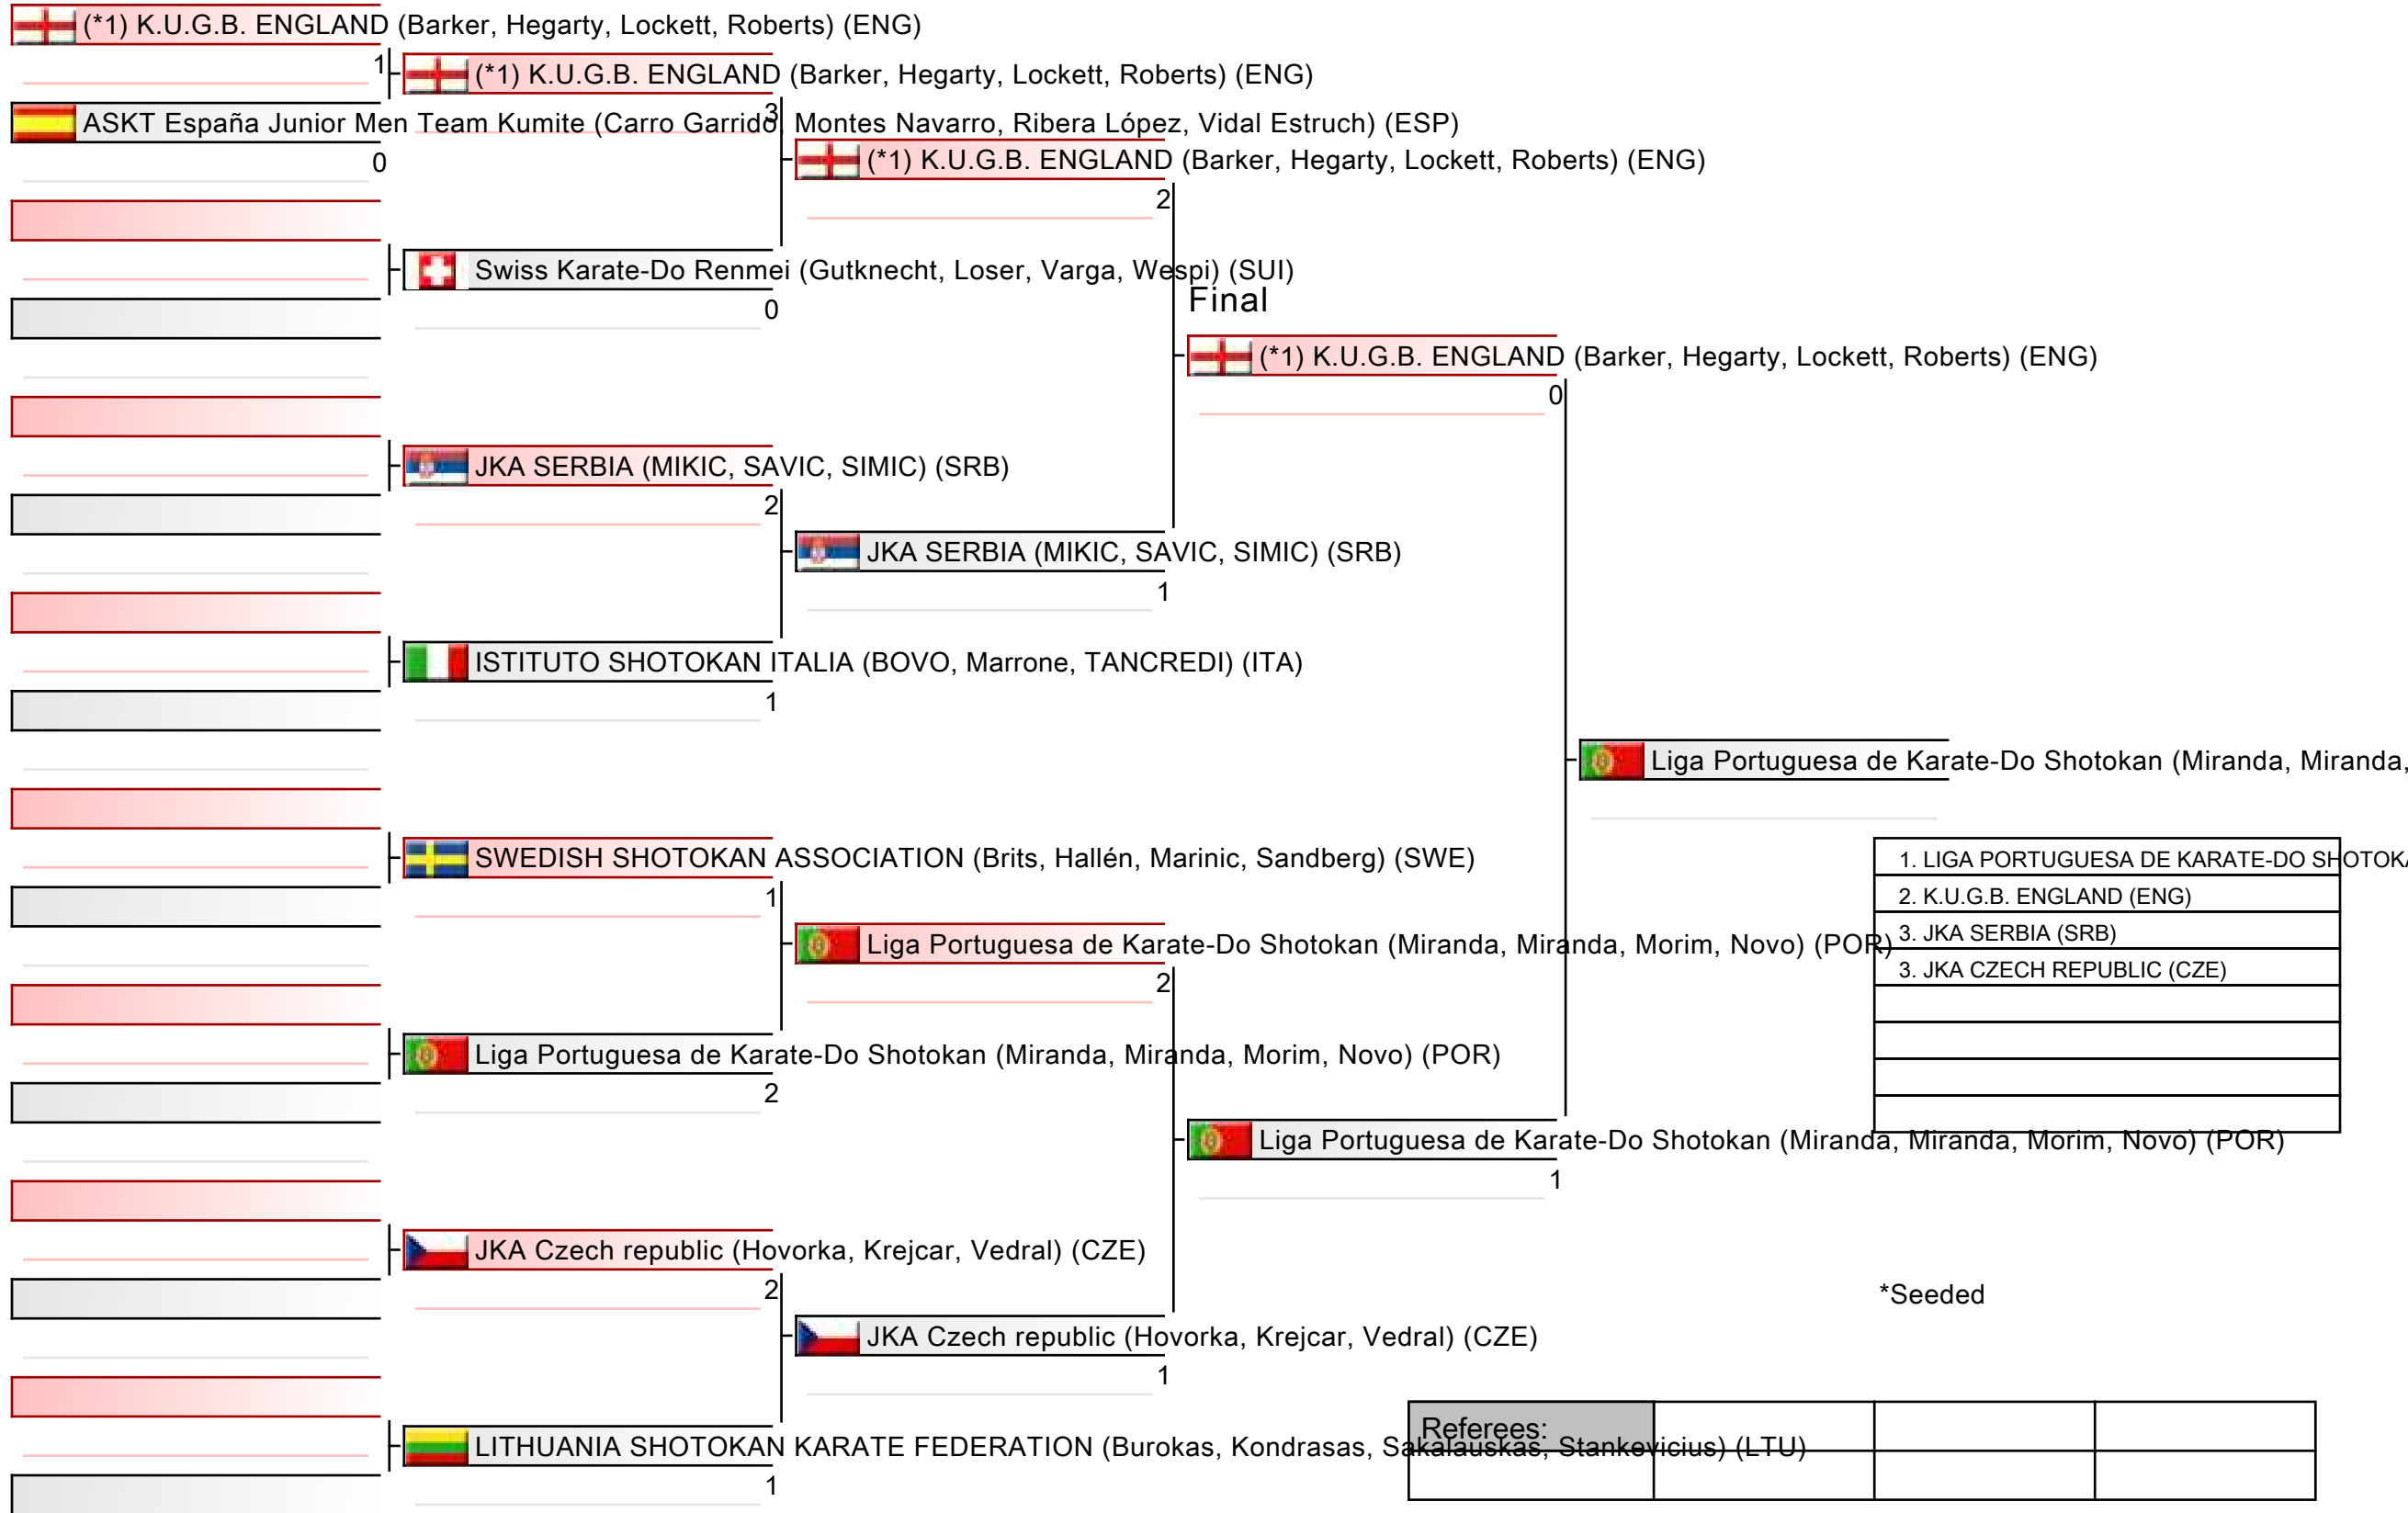 (*1) K.U.G.B. ENGLAND (Barker, Hegarty, Lockett, Roberts) (ENG)
1
(*1) K.U.G.B. ENGLAND (Barker, Hegarty, Lockett, Roberts) (ENG)
3
ASKT España Junior Men Team Kumite (Carro Garrido, Montes Navarro, Ribera López, Vidal Estruch) (ESP)
0
(*1) K.U.G.B. ENGLAND (Barker, Hegarty, Lockett, Roberts) (ENG)
2
Swiss Karate-Do Renmei (Gutknecht, Loser, Varga, Wespi) (SUI)
0
Final
(*1) K.U.G.B. ENGLAND (Barker, Hegarty, Lockett, Roberts) (ENG)
0
JKA SERBIA (MIKIC, SAVIC, SIMIC) (SRB)
2
JKA SERBIA (MIKIC, SAVIC, SIMIC) (SRB)
1
ISTITUTO SHOTOKAN ITALIA (BOVO, Marrone, TANCREDI) (ITA)
1
Liga Portuguesa de Karate-Do Shotokan (Miranda, Miranda,
SWEDISH SHOTOKAN ASSOCIATION (Brits, Hallén, Marinic, Sandberg) (SWE)
1
1. LIGA PORTUGUESA DE KARATE-DO SHOTOKA
2. K.U.G.B. ENGLAND (ENG)
3. JKA SERBIA (SRB)
3. JKA CZECH REPUBLIC (CZE)
Liga Portuguesa de Karate-Do Shotokan (Miranda, Miranda, Morim, Novo) (POR)
2
Liga Portuguesa de Karate-Do Shotokan (Miranda, Miranda, Morim, Novo) (POR)
2
Liga Portuguesa de Karate-Do Shotokan (Miranda, Miranda, Morim, Novo) (POR)
1
JKA Czech republic (Hovorka, Krejcar, Vedral) (CZE)
2
*Seeded
JKA Czech republic (Hovorka, Krejcar, Vedral) (CZE)
1
Referees:
LITHUANIA SHOTOKAN KARATE FEDERATION (Burokas, Kondrasas, Sakalauskas, Stankevicius) (LTU)
1